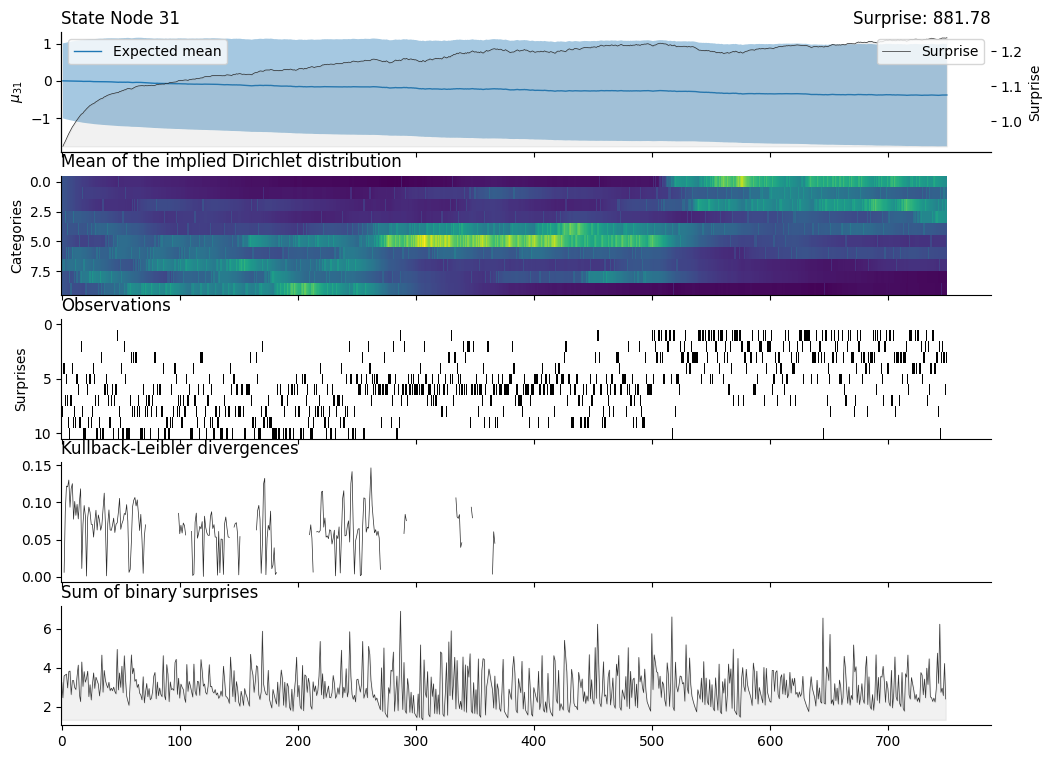 State Node 31
Surprise: 881.78
Expected mean
Surprise
1
0
−1
μ31
1.2
1.1
1.0
Surprise
Mean of the implied Dirichlet distribution
0.0
2.5
5.0
7.5
Categories
Observations
0
5
10
Surprises
Kullback-Leibler divergences
0.15
0.10
0.05
0.00
Sum of binary surprises
6
4
2
0 100 200 300 400 500 600 700